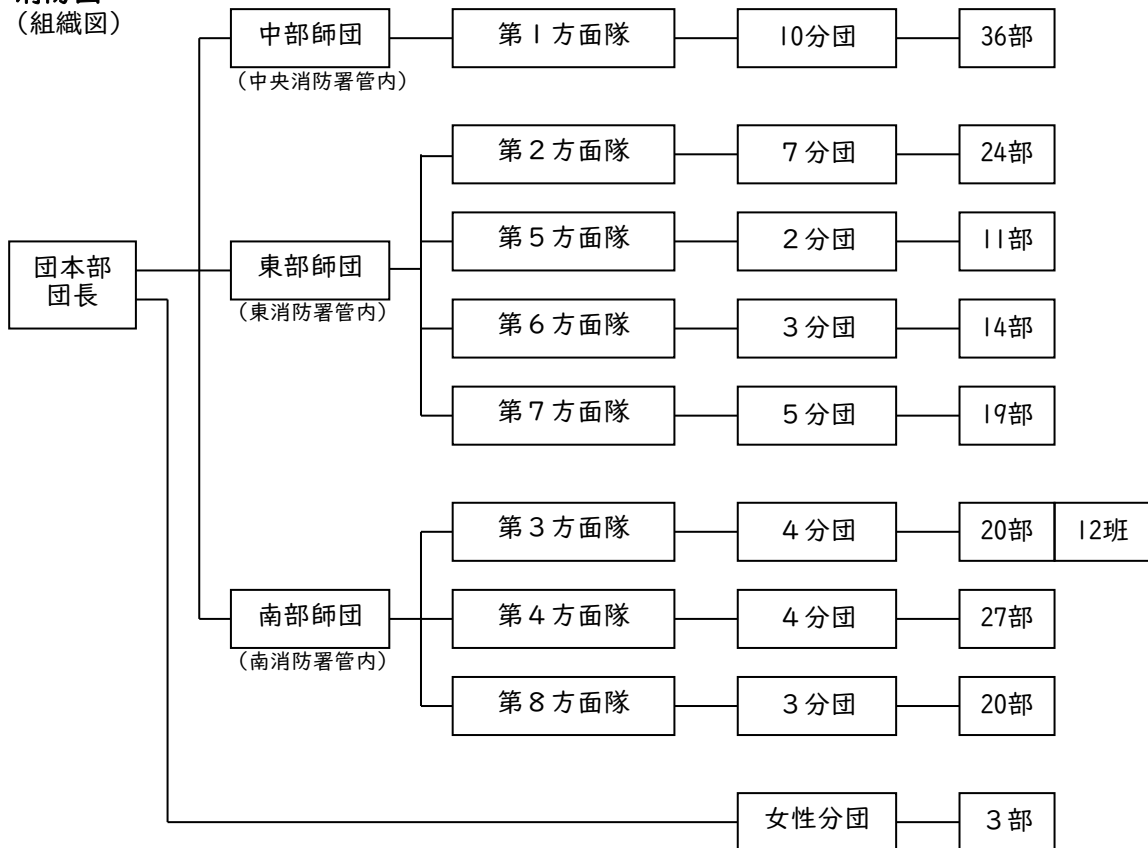 消防団
（組織図）
中部師団
第１方面隊
10分団
36部
（中央消防署管内）
第２方面隊
７分団
24部
団本部
団長
東部師団
（東消防署管内）
第５方面隊
２分団
11部
第６方面隊
３分団
14部
第７方面隊
５分団
19部
第３方面隊
４分団
20部
12班
南部師団
（南消防署管内）
第４方面隊
４分団
27部
第８方面隊
３分団
20部
女性分団
３部